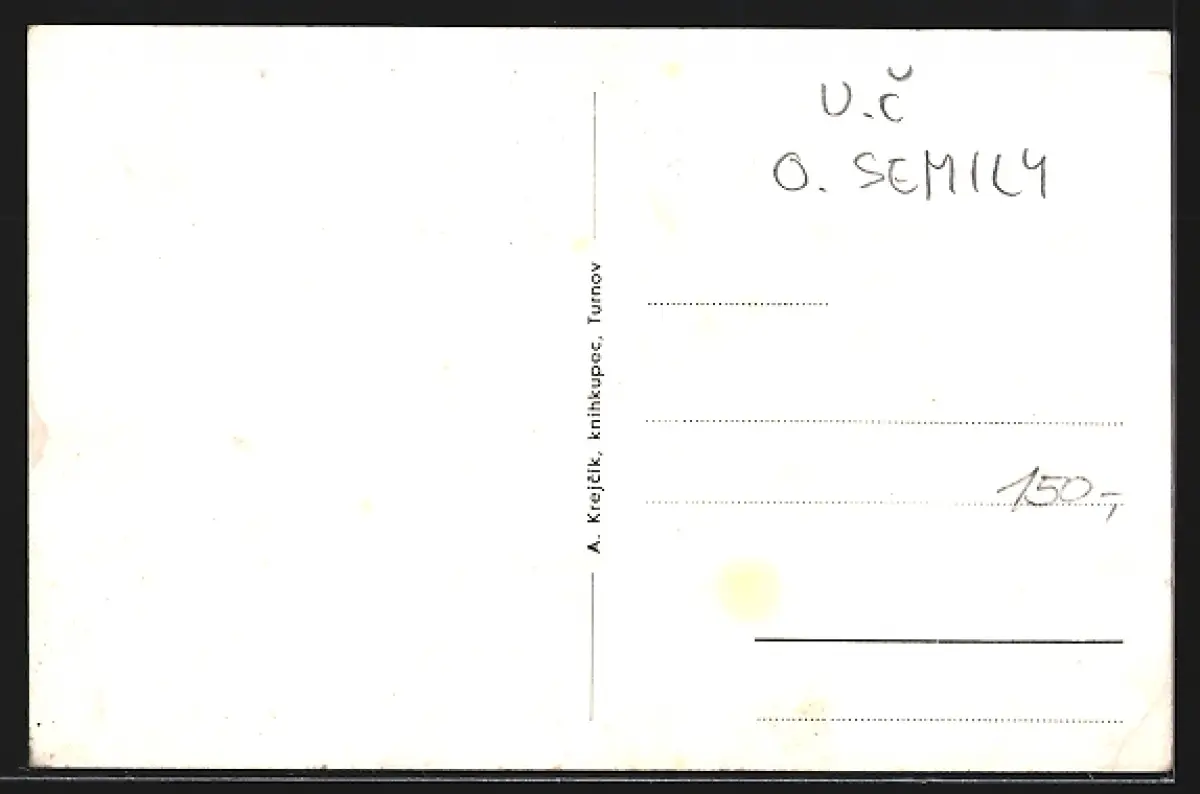 A. Krejčík, knihkupec, Turnov
U.Č
O. SEMILY
150,-